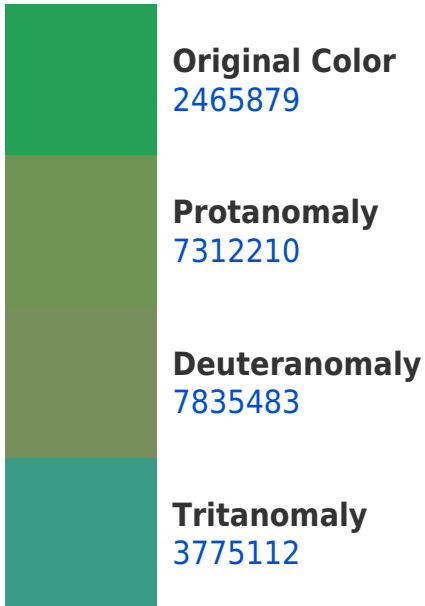 Original Color
2465879
Protanomaly
7312210
Deuteranomaly
7835483
Tritanomaly
3775112